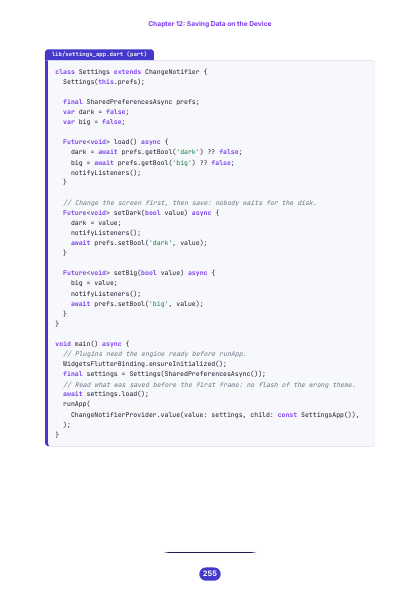 Chapter 12: Saving Data on the Device
lib/settings_app.dart (part)
class Settings extends ChangeNotifier {
  Settings(this.prefs);

  final SharedPreferencesAsync prefs;
  var dark = false;
  var big = false;

  Future<void> load() async {
    dark = await prefs.getBool('dark') ?? false;
    big = await prefs.getBool('big') ?? false;
    notifyListeners();
  }

  // Change the screen first, then save: nobody waits for the disk.
  Future<void> setDark(bool value) async {
    dark = value;
    notifyListeners();
    await prefs.setBool('dark', value);
  }

  Future<void> setBig(bool value) async {
    big = value;
    notifyListeners();
    await prefs.setBool('big', value);
  }
}

void main() async {
  // Plugins need the engine ready before runApp.
  WidgetsFlutterBinding.ensureInitialized();
  final settings = Settings(SharedPreferencesAsync());
  // Read what was saved before the first frame: no flash of the wrong theme.
  await settings.load();
  runApp(
    ChangeNotifierProvider.value(value: settings, child: const SettingsApp()),
  );
}
255